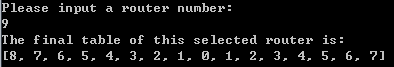 Please input a router number:
9
The final table of this selected router is:
[8, 7, 6, 5, 4, 3, 2, 1, 0, 1, 2, 3, 4, 5, 6, 7]